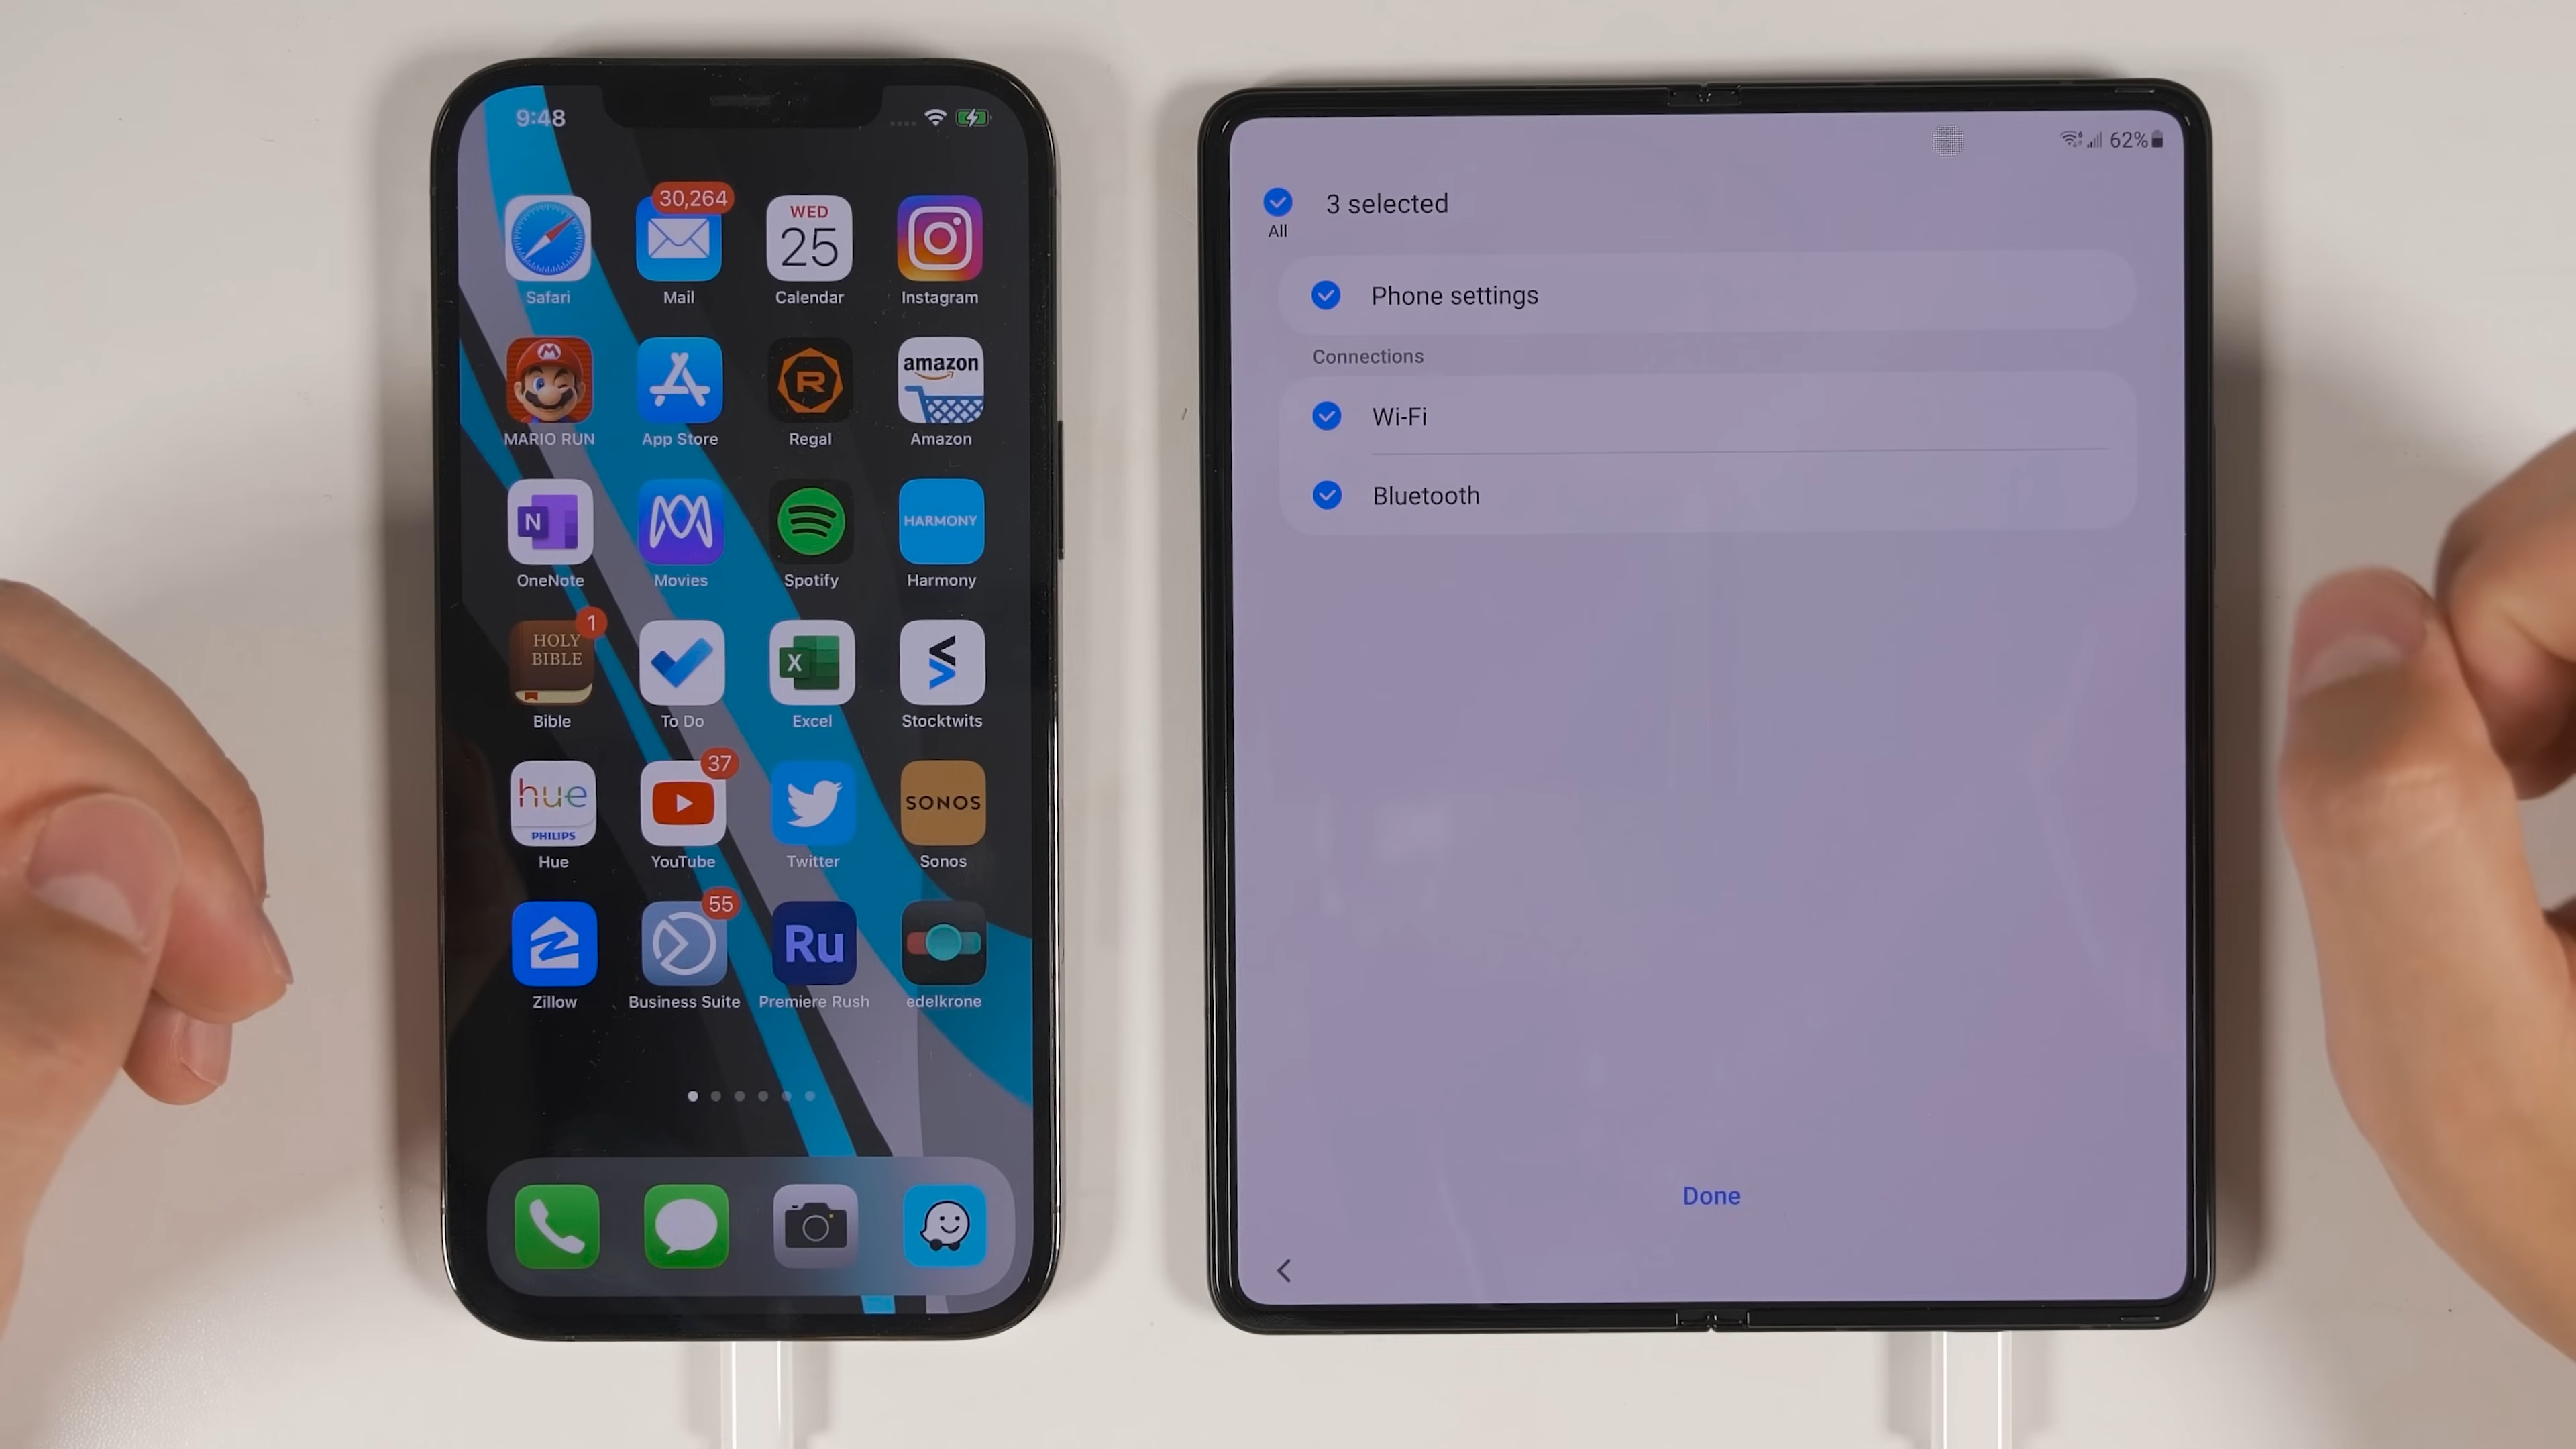 9:48
30,264
WED
25
Safari
Mail
Calendar
Instagram
M
R
amazon
MARIO RUN
App Store
Regal
Amazon
N
HARMONY
OneNote
Movies
Spotify
Harmony
HOLY
BIBLE
1
X
Bible
To Do
Excel
Stocktwits
hue
PHILIPS
37
SONOS
Hue
YouTube
Twitter
Sonos
55
Ru
Zillow
Business Suite
Premiere Rush
edelkrone
62%
3 selected
All
Phone settings
Connections
Wi-Fi
Bluetooth
Done